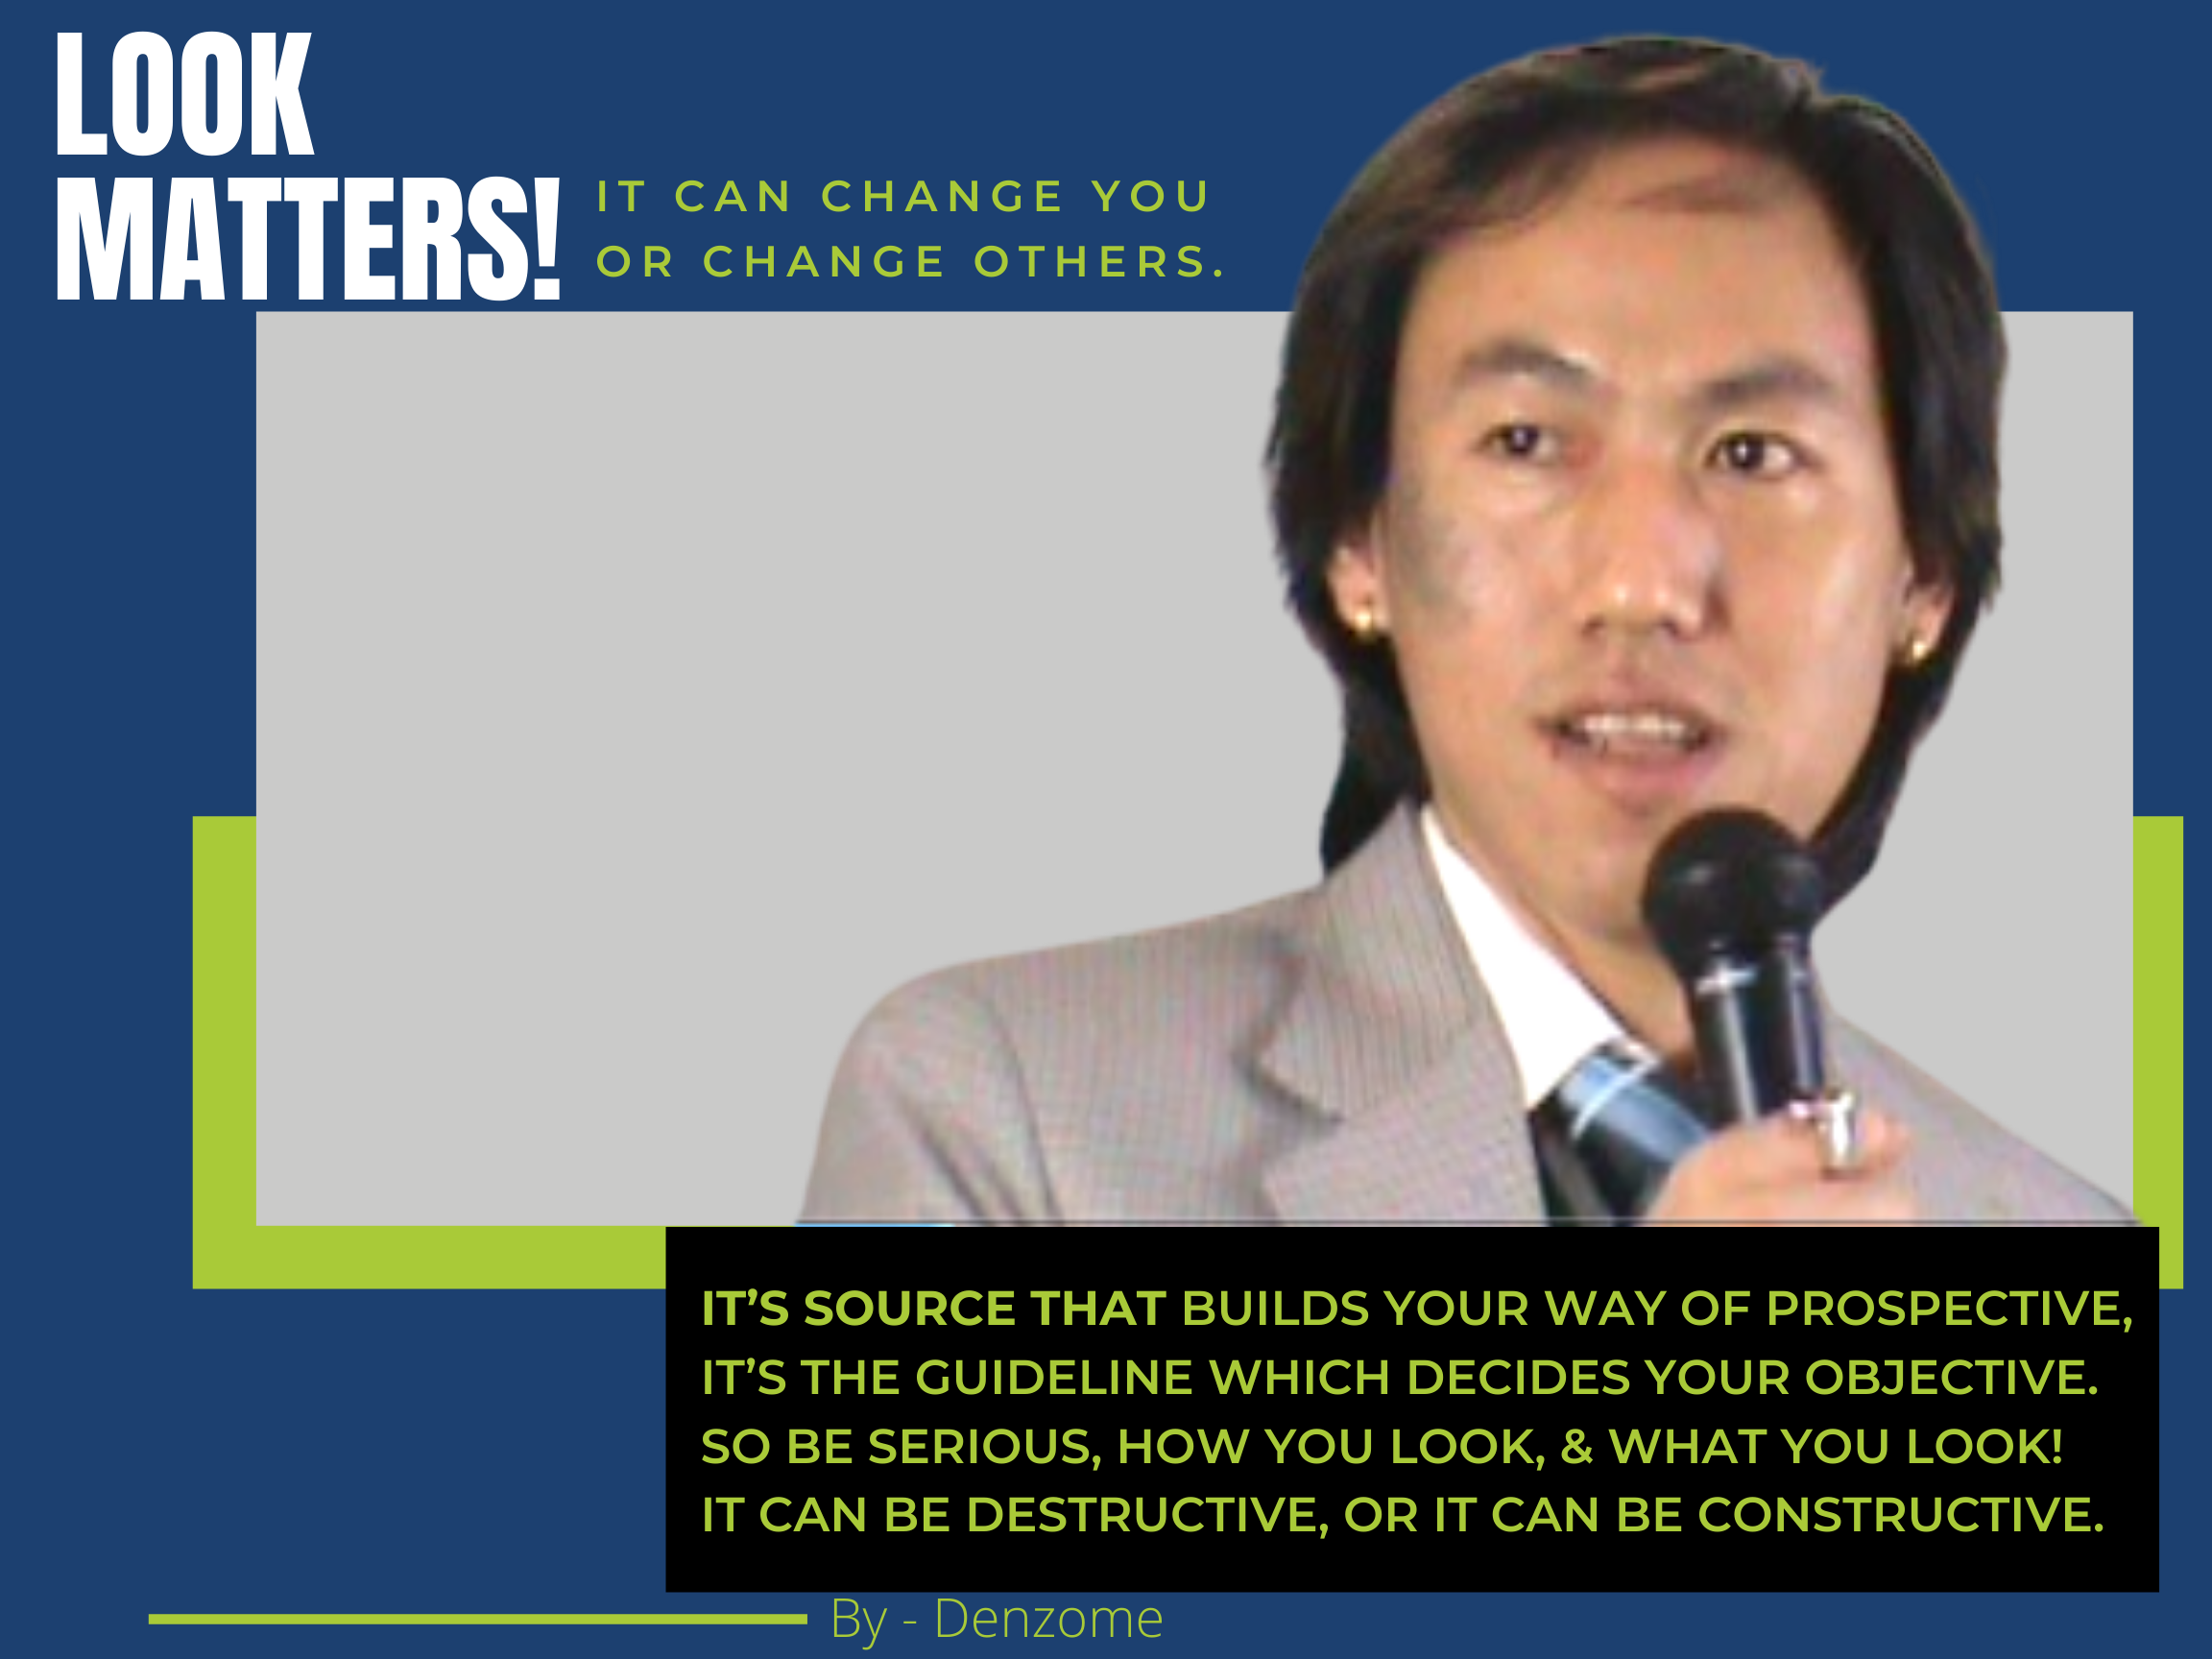 LOOK
MATTERS!
IT CAN CHANGE YOU
OR CHANGE OTHERS.
IT'S SOURCE THAT BUILDS YOUR WAY OF PROSPECTIVE,
IT'S THE GUIDELINE WHICH DECIDES YOUR OBJECTIVE.
SO BE SERIOUS, HOW YOU LOOK, & WHAT YOU LOOK!
IT CAN BE DESTRUCTIVE, OR IT CAN BE CONSTRUCTIVE.
By - Denzome